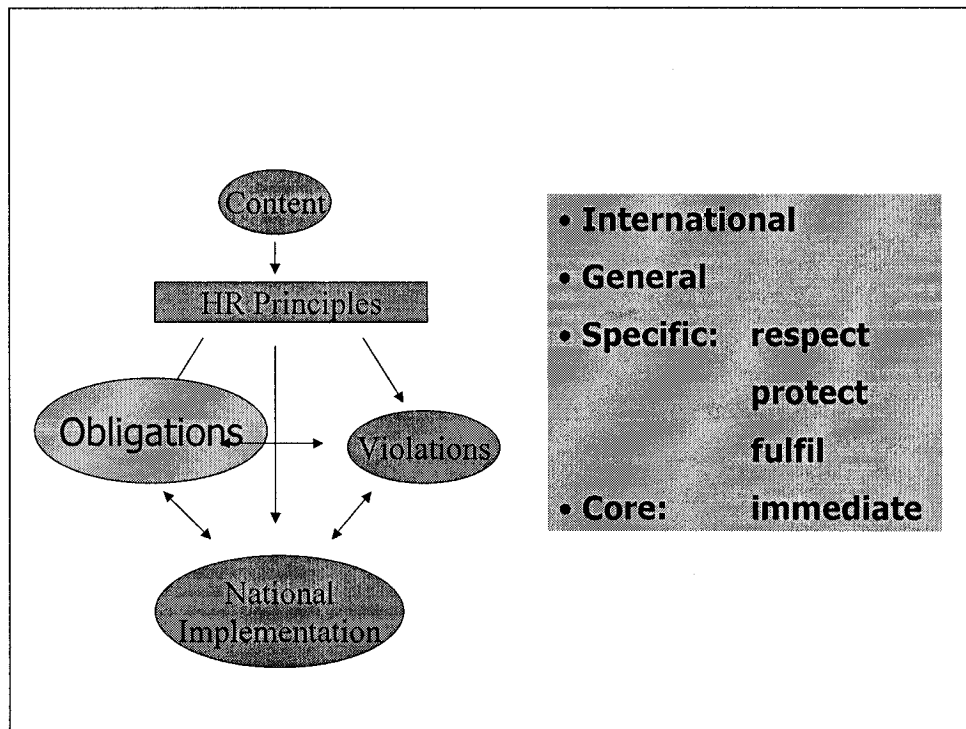 Content
HR Principles
Obligations
Violations
National
Implementation
• International
• General
• Specific: respect
protect
fulfil
• Core: immediate